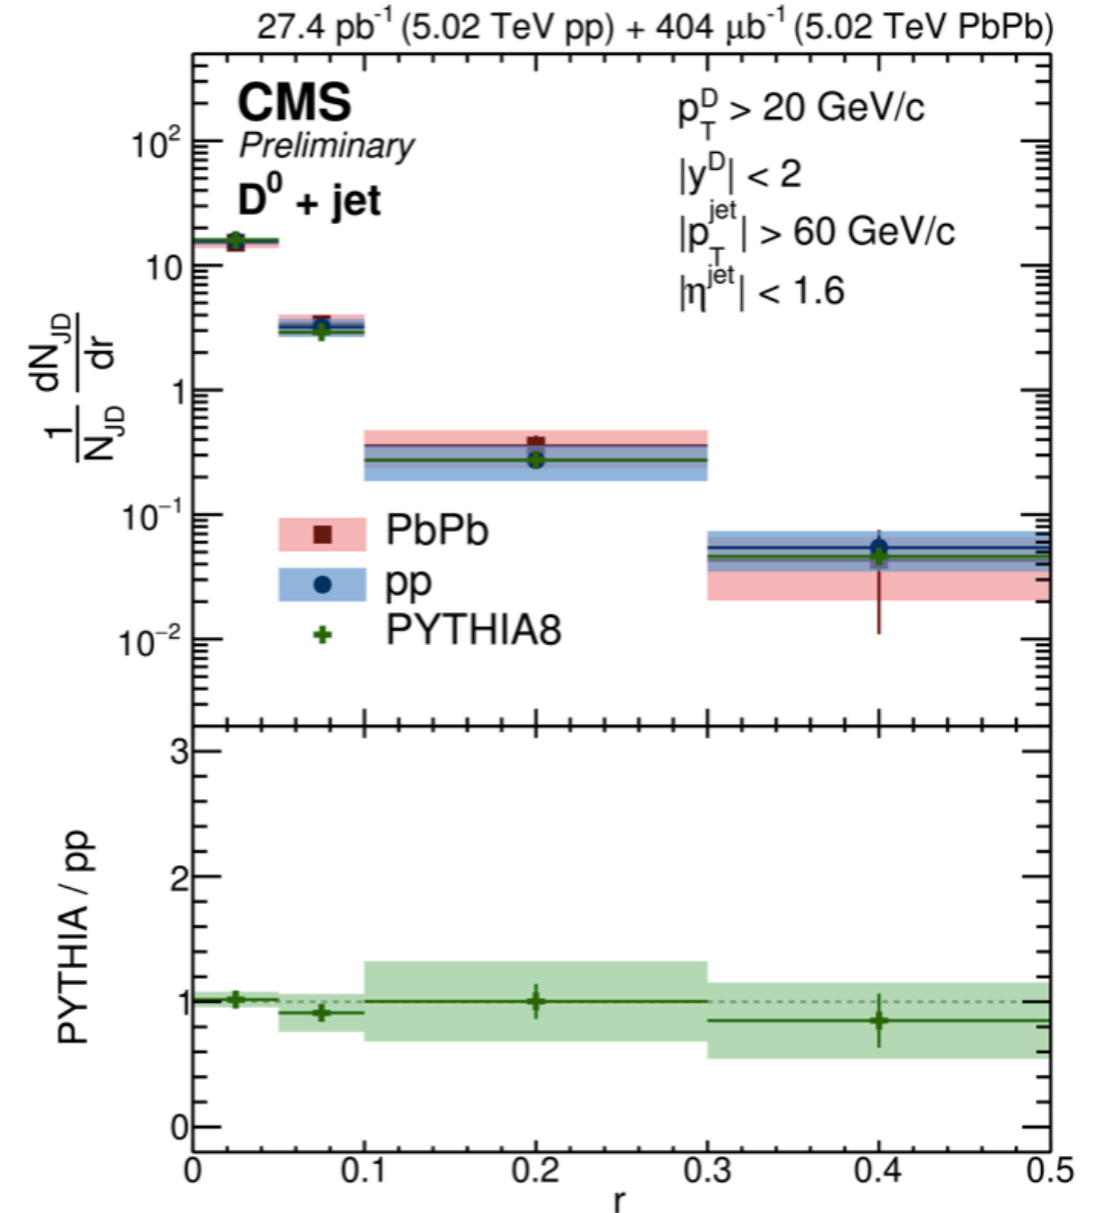 27.4 pb⁻¹ (5.02 TeV pp) + 404 μb⁻¹ (5.02 TeV PbPb)
CMS
Preliminary
D⁰ + jet
p_T^D > 20 GeV/c
|y^D| < 2
|p_T^jet| > 60 GeV/c
|η^jet| < 1.6
10²
10
1
10⁻¹
10⁻²
1/N_JD dN_JD/dr
PbPb
pp
PYTHIA8
3
2
1
0
PYTHIA / pp
0 0.1 0.2 0.3 0.4 0.5
r